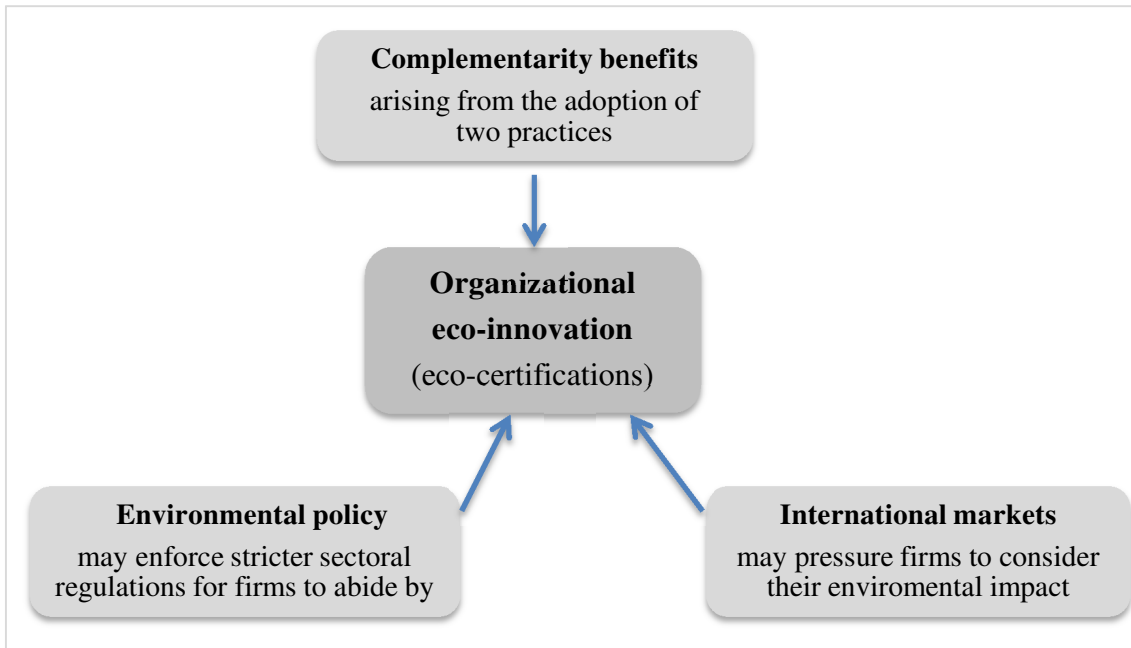 Complementarity benefits
arising from the adoption of
two practices
Organizational
eco-innovation
(eco-certifications)
Environmental policy
may enforce stricter sectoral
regulations for firms to abide by
International markets
may pressure firms to consider
their enviromental impact